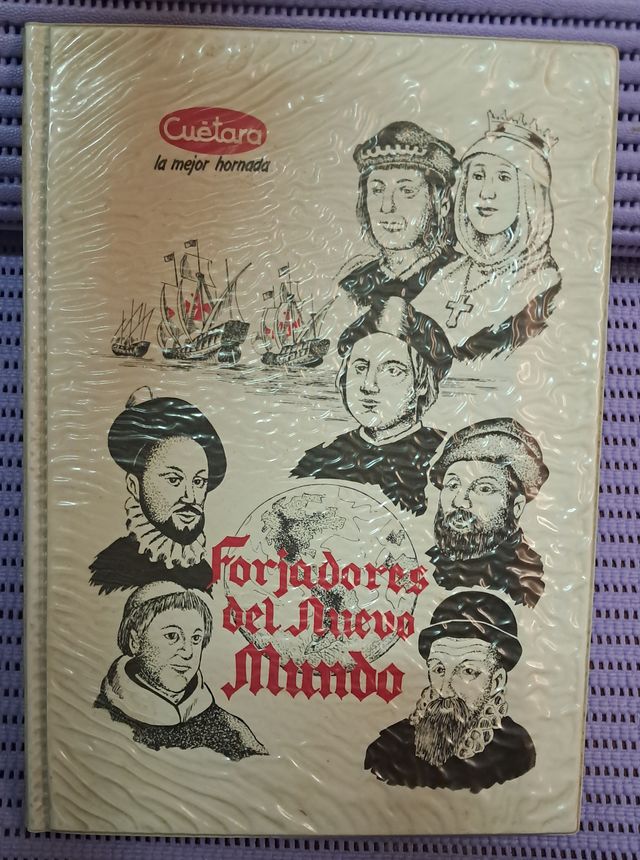 Cuétara
la mejor hornada
Forjadores
del Nuevo
Mundo